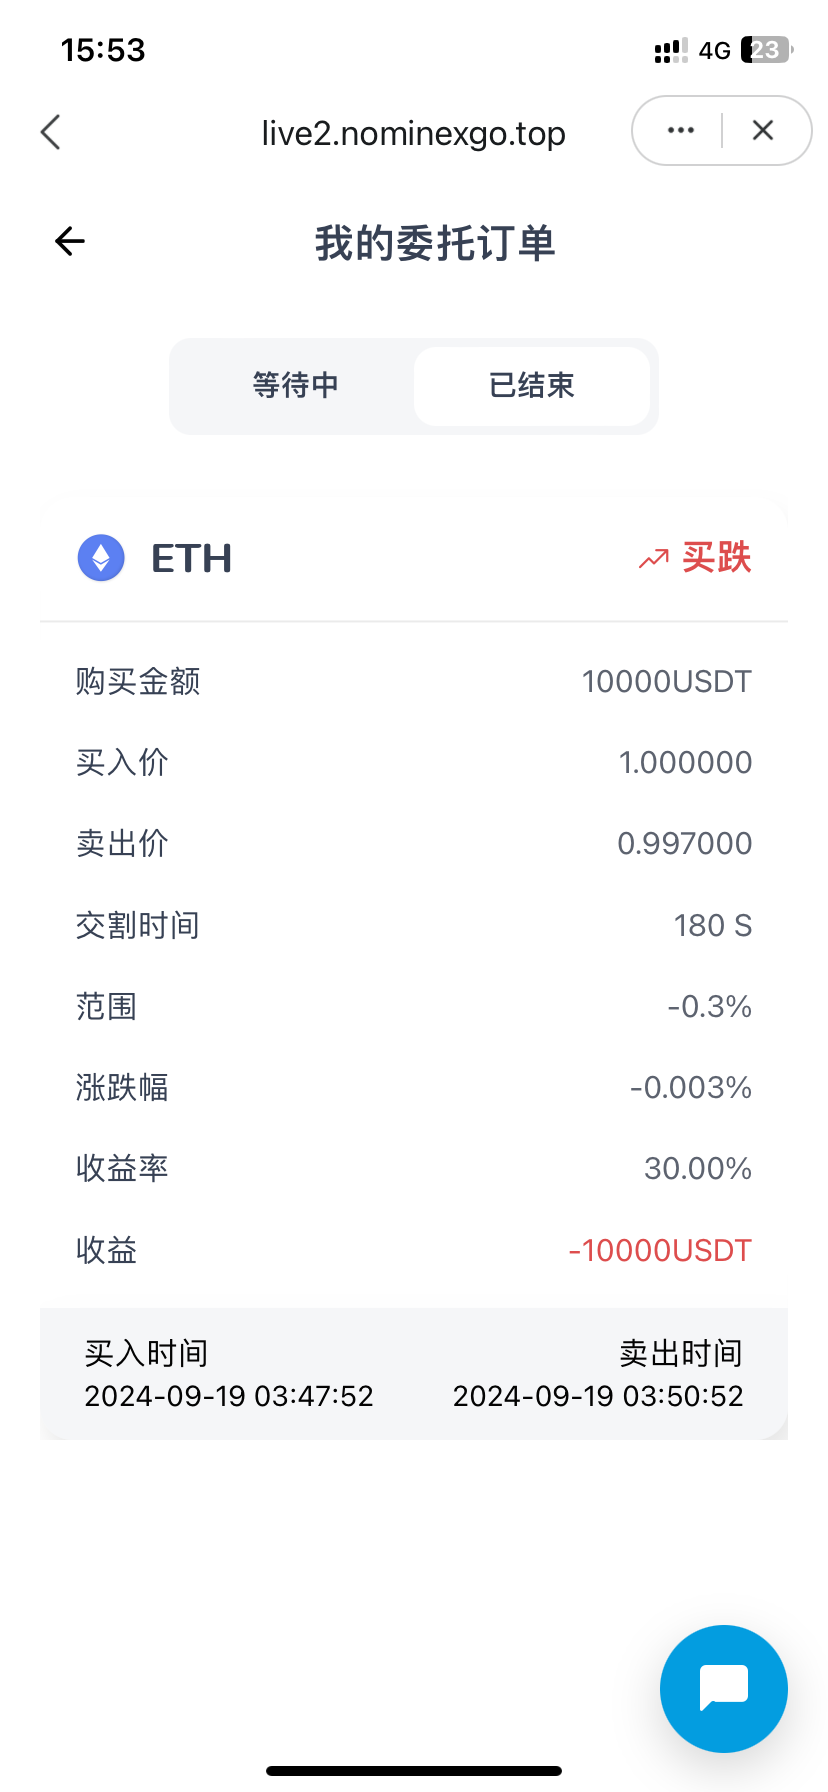 15:53
4G 23
live2.nominexgo.top
我的委托订单
等待中 已结束
ETH 买跌
购买金额 10000USDT
买入价 1.000000
卖出价 0.997000
交割时间 180 S
范围 -0.3%
涨跌幅 -0.003%
收益率 30.00%
收益 -10000USDT
买入时间 卖出时间
2024-09-19 03:47:52 2024-09-19 03:50:52